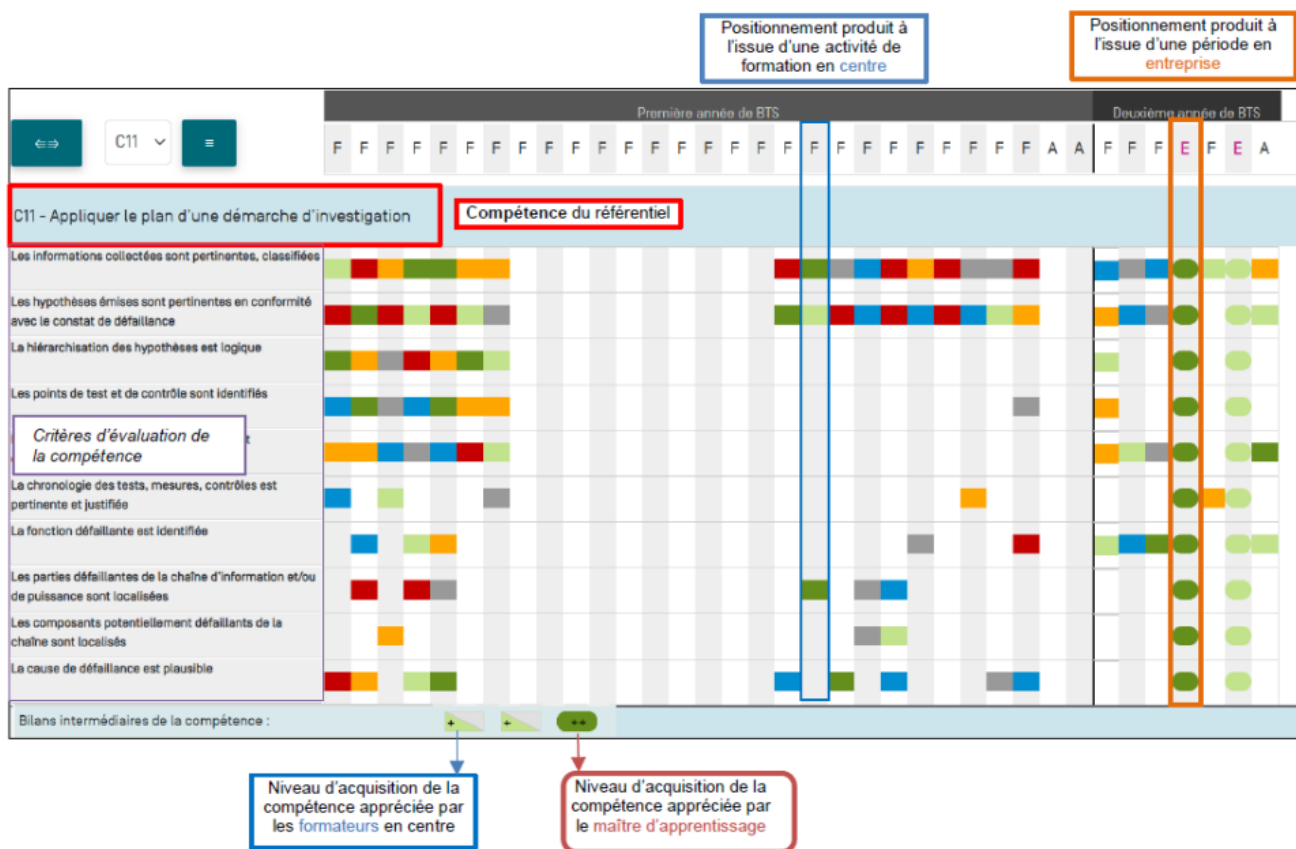 Positionnement produit à
l'issue d'une activité de
formation en centre
Positionnement produit à
l'issue d'une période en
entreprise
Première année de BTS
Deuxième année de BTS
⇐⇒ C11 ≡
F F F F F F F F F F F F F F F F F F F F F F F F F F F A A F F F E F E A
C11 - Appliquer le plan d'une démarche d'investigation
Compétence du référentiel
Les informations collectées sont pertinentes, classifiées
Les hypothèses émises sont pertinentes en conformité
avec le constat de défaillance
La hiérarchisation des hypothèses est logique
Les points de test et de contrôle sont identifiés
Critères d'évaluation de
la compétence
t
La chronologie des tests, mesures, contrôles est
pertinente et justifiée
La fonction défaillante est identifiée
Les parties défaillantes de la chaîne d'information et/ou
de puissance sont localisées
Les composants potentiellement défaillants de la
chaîne sont localisés
La cause de défaillance est plausible
Bilans intermédiaires de la compétence :
+ + ++
Niveau d'acquisition de la
compétence appréciée par
les formateurs en centre
Niveau d'acquisition de la
compétence appréciée par
le maître d'apprentissage